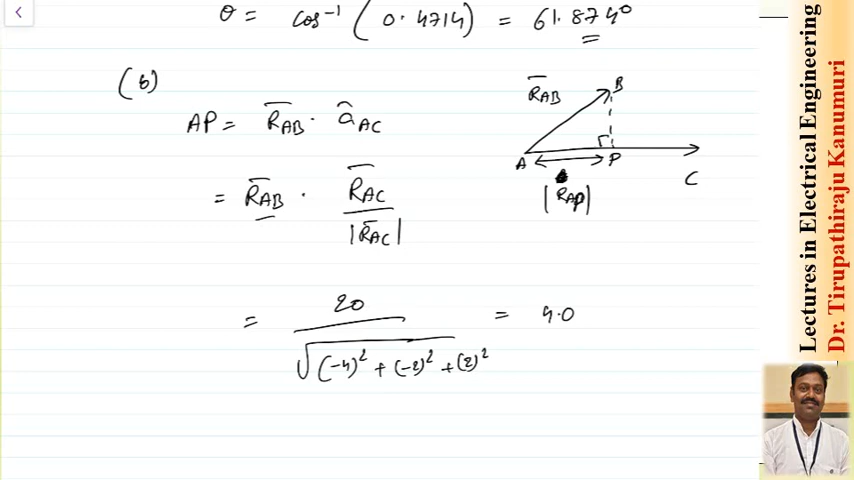 θ = cos⁻¹ (0.4714) = 61.874°
(b)
AP = R̅AB · âAC
= R̅AB · R̅AC / |R̅AC|
= 20 / √((-4)² + (-2)² + (2)²) = 4.0
R̅AB
B
A
P
C
|RAP|
Lectures in Electrical Engineering
Dr. Tirupathiraju Kanumuri